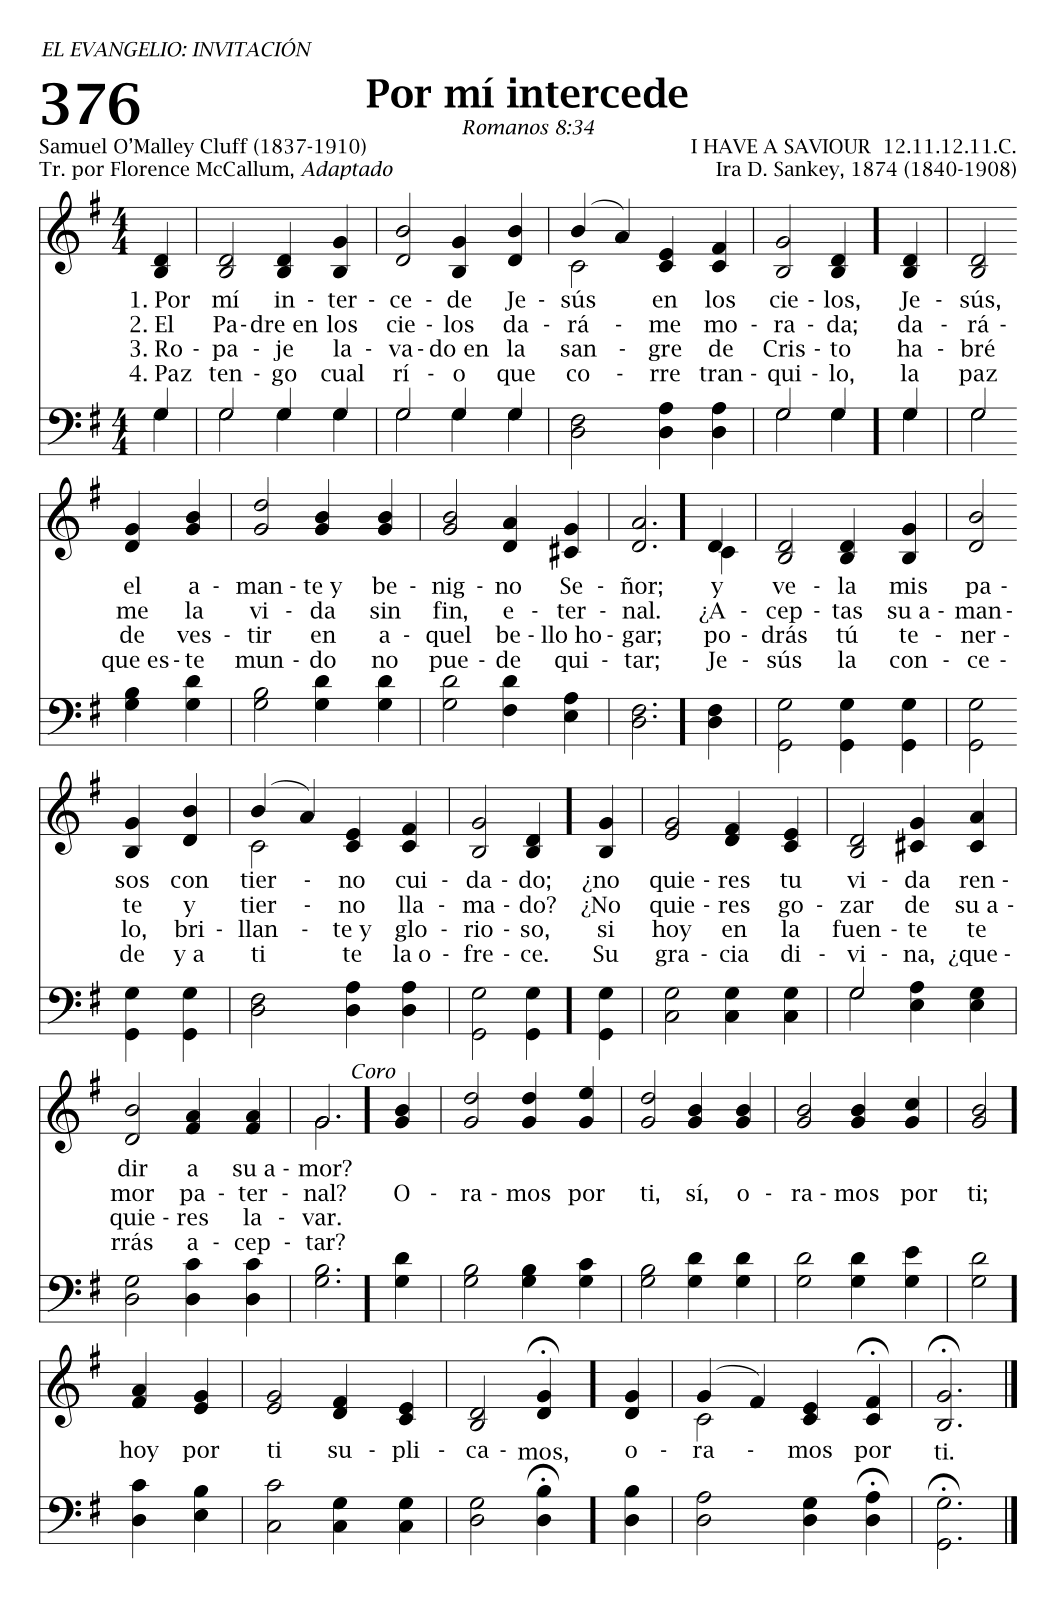 EL EVANGELIO: INVITACIÓN
376
Por mí intercede
Romanos 8:34
Samuel O'Malley Cluff (1837-1910)
Tr. por Florence McCallum, Adaptado
I HAVE A SAVIOUR 12.11.12.11.C.
Ira D. Sankey, 1874 (1840-1908)
1. Por mí in - ter - ce - de Je - sús en los cie - los, Je - sús,
2. El Pa - dre en los cie - los da - rá - me mo - ra - da; da - rá -
3. Ro - pa - je la - va - do en la san - gre de Cris - to ha - bré
4. Paz ten - go cual rí - o que co - rre tran - qui - lo, la paz
el a - man - te y be - nig - no Se - ñor; y ve - la mis pa -
me la vi - da sin fin, e - ter - nal. ¿A - cep - tas su a - man -
de ves - tir en a - quel be - llo ho - gar; po - drás tú te - ner -
que es - te mun - do no pue - de qui - tar; Je - sús la con - ce -
sos con tier - no cui - da - do; ¿no quie - res tu vi - da ren -
te y tier - no lla - ma - do? ¿No quie - res go - zar de su a -
lo, bri - llan - te y glo - rio - so, si hoy en la fuen - te te
de y a ti te la o - fre - ce. Su gra - cia di - vi - na, ¿que -
Coro
dir a su a - mor?
mor pa - ter - nal? O - ra - mos por ti, sí, o - ra - mos por ti;
quie - res la - var.
rrás a - cep - tar?
hoy por ti su - pli - ca - mos, o - ra - mos por ti.